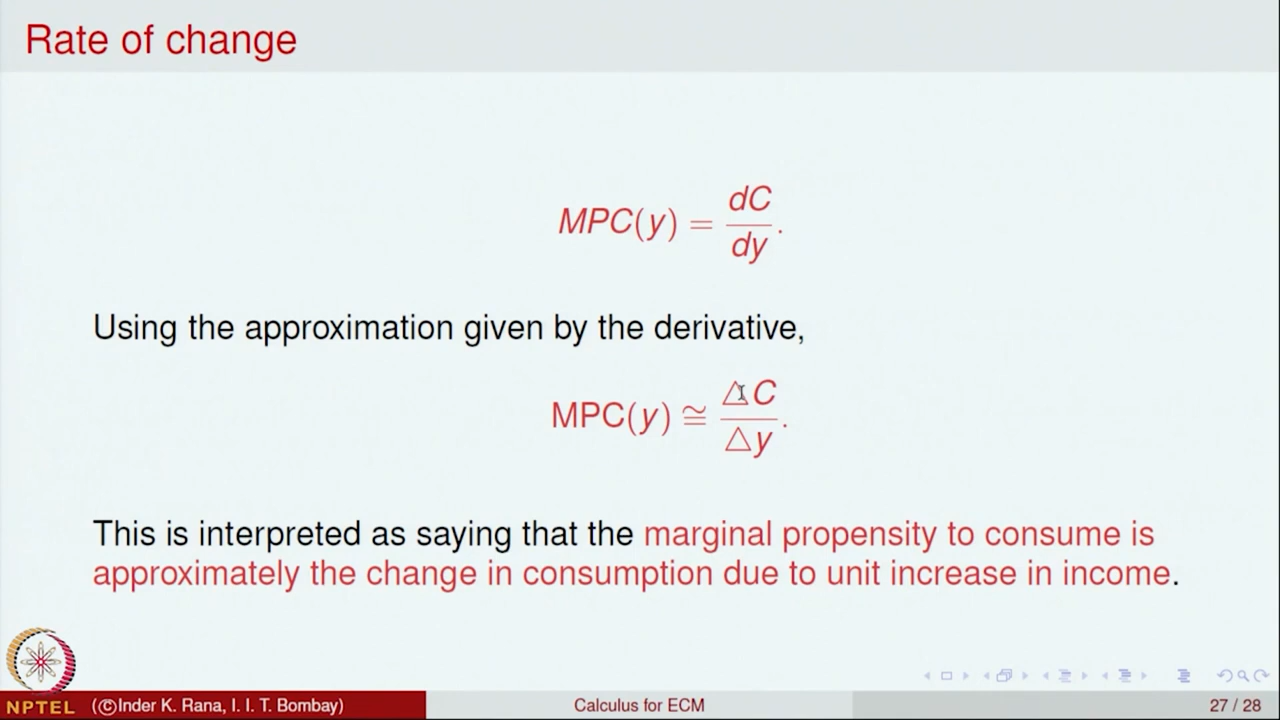 Rate of change
MPC(y) = dC/dy.
Using the approximation given by the derivative,
MPC(y) ≅ △C/△y.
This is interpreted as saying that the marginal propensity to consume is
approximately the change in consumption due to unit increase in income.
NPTEL (©Inder K. Rana, I. I. T. Bombay) Calculus for ECM 27 / 28